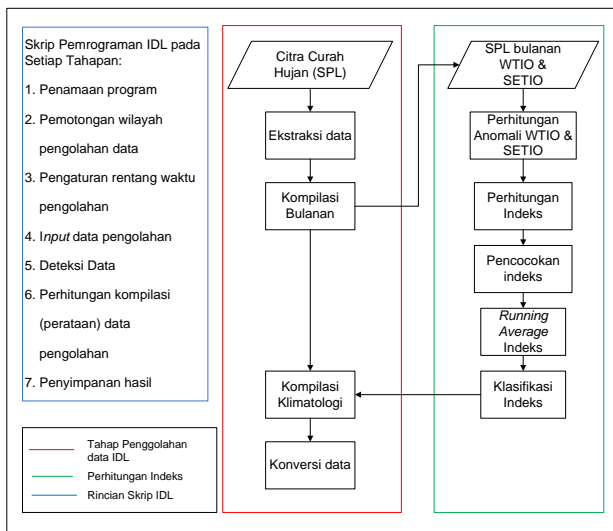 Skrip Pemrograman IDL pada
Setiap Tahapan:
1. Penamaan program
2. Pemotongan wilayah
pengolahan data
3. Pengaturan rentang waktu
pengolahan
4. Input data pengolahan
5. Deteksi Data
6. Perhitungan kompilasi
(perataan) data
pengolahan
7. Penyimpanan hasil
Citra Curah
Hujan (SPL)
Ekstraksi data
Kompilasi
Bulanan
Kompilasi
Klimatologi
Konversi data
SPL bulanan
WTIO &
SETIO
Perhitungan
Anomali WTIO &
SETIO
Perhitungan
Indeks
Pencocokan
indeks
Running
Average
Indeks
Klasifikasi
Indeks
Tahap Penggolahan
data IDL
Perhitungan Indeks
Rincian Skrip IDL